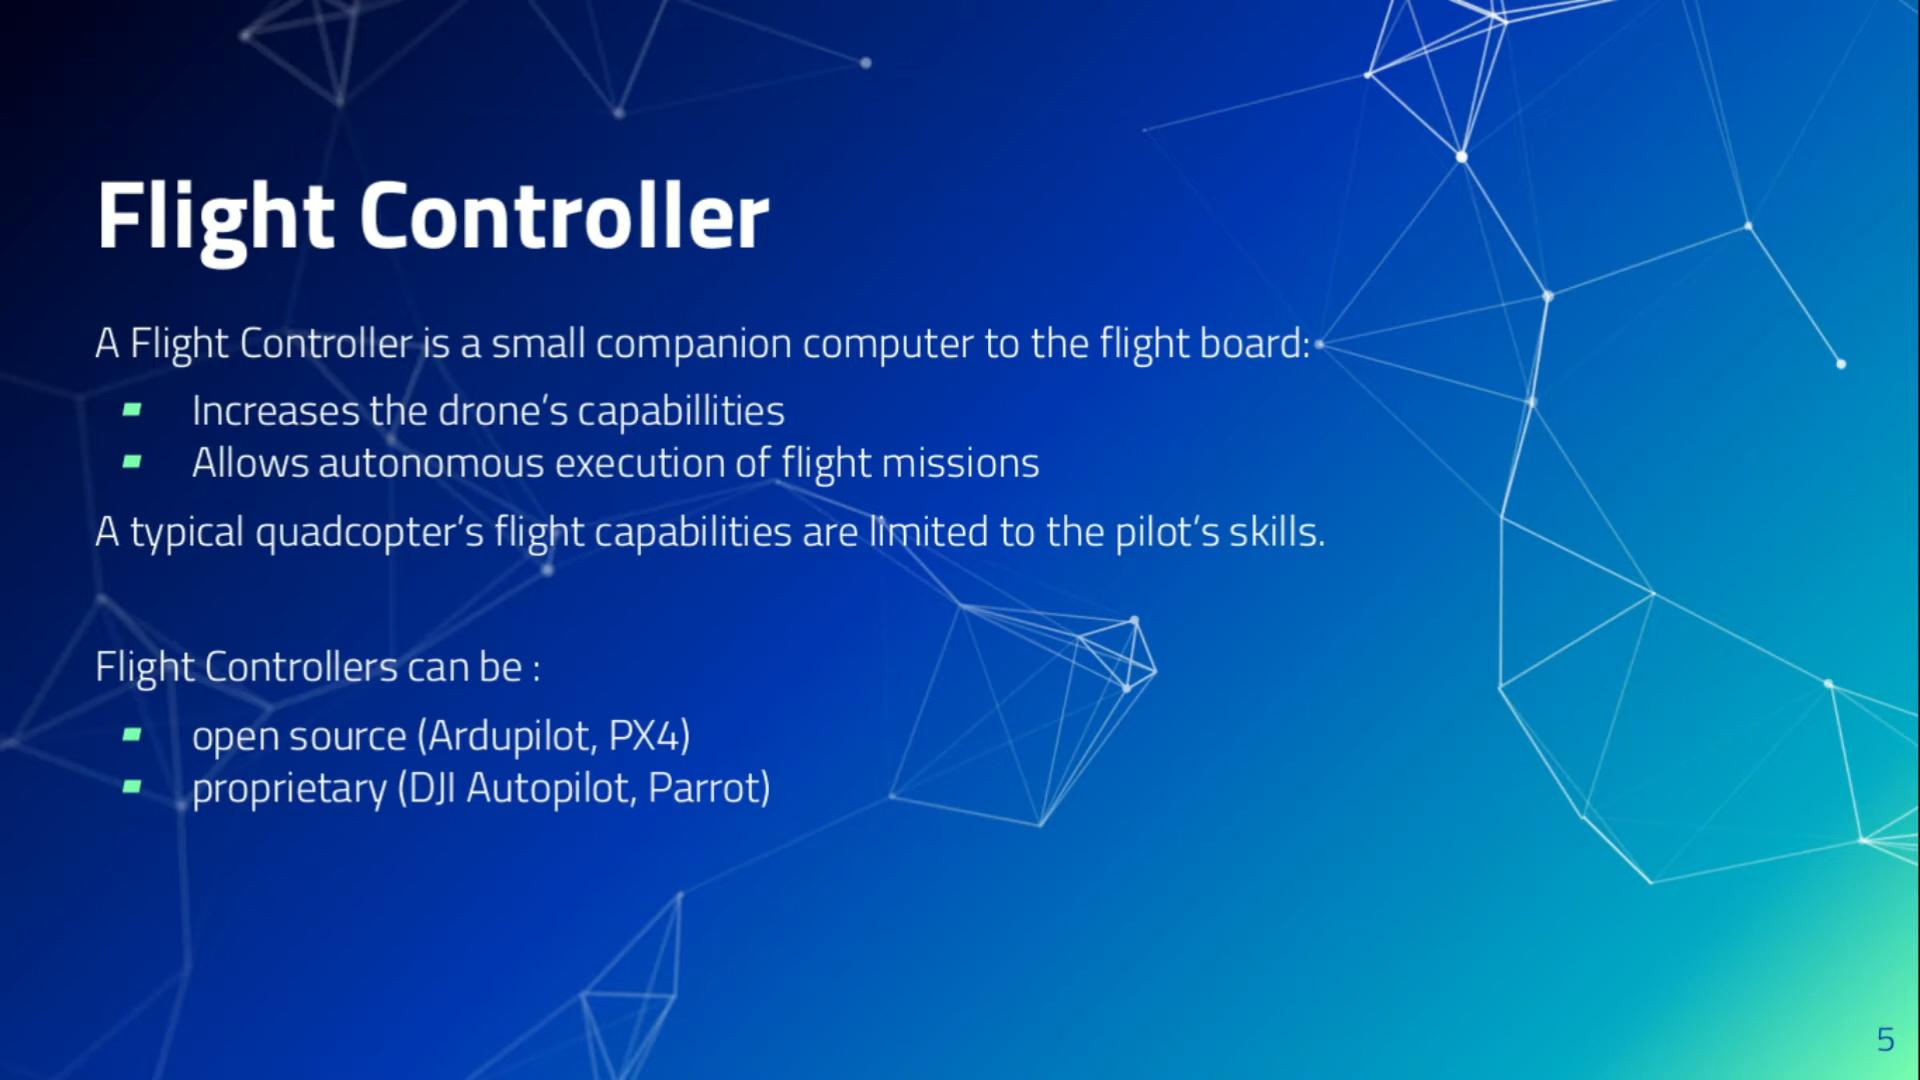 Flight Controller
A Flight Controller is a small companion computer to the flight board:
Increases the drone's capabillities
Allows autonomous execution of flight missions
A typical quadcopter's flight capabilities are limited to the pilot's skills.
Flight Controllers can be :
open source (Ardupilot, PX4)
proprietary (DJI Autopilot, Parrot)
5